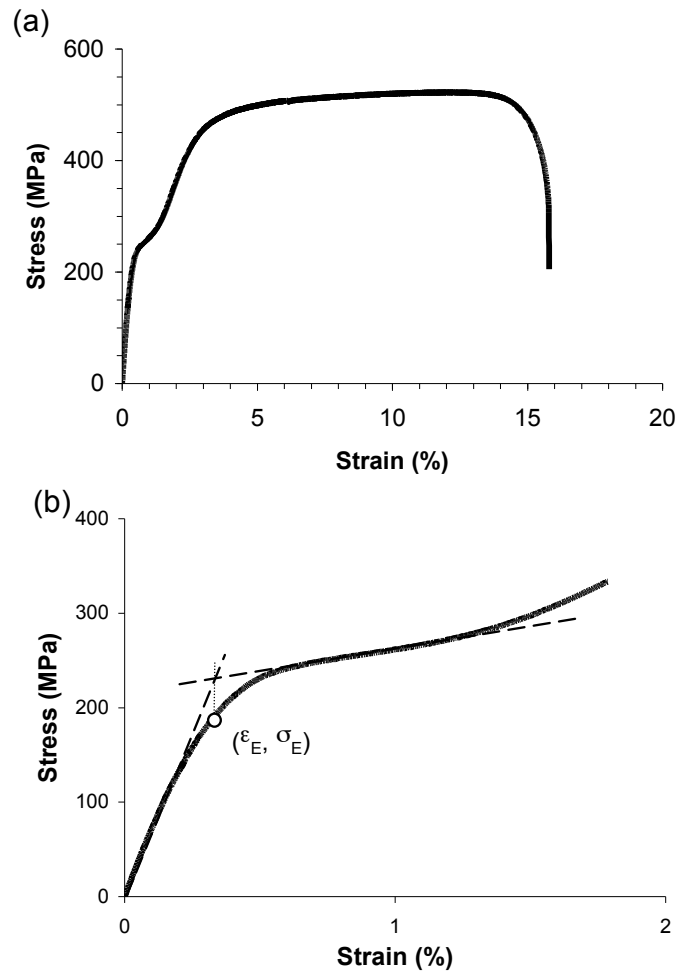 (a)
600
400
200
0
Stress (MPa)
0 5 10 15 20
Strain (%)
(b)
400
300
200
100
0
Stress (MPa)
(εE, σE)
0 1 2
Strain (%)